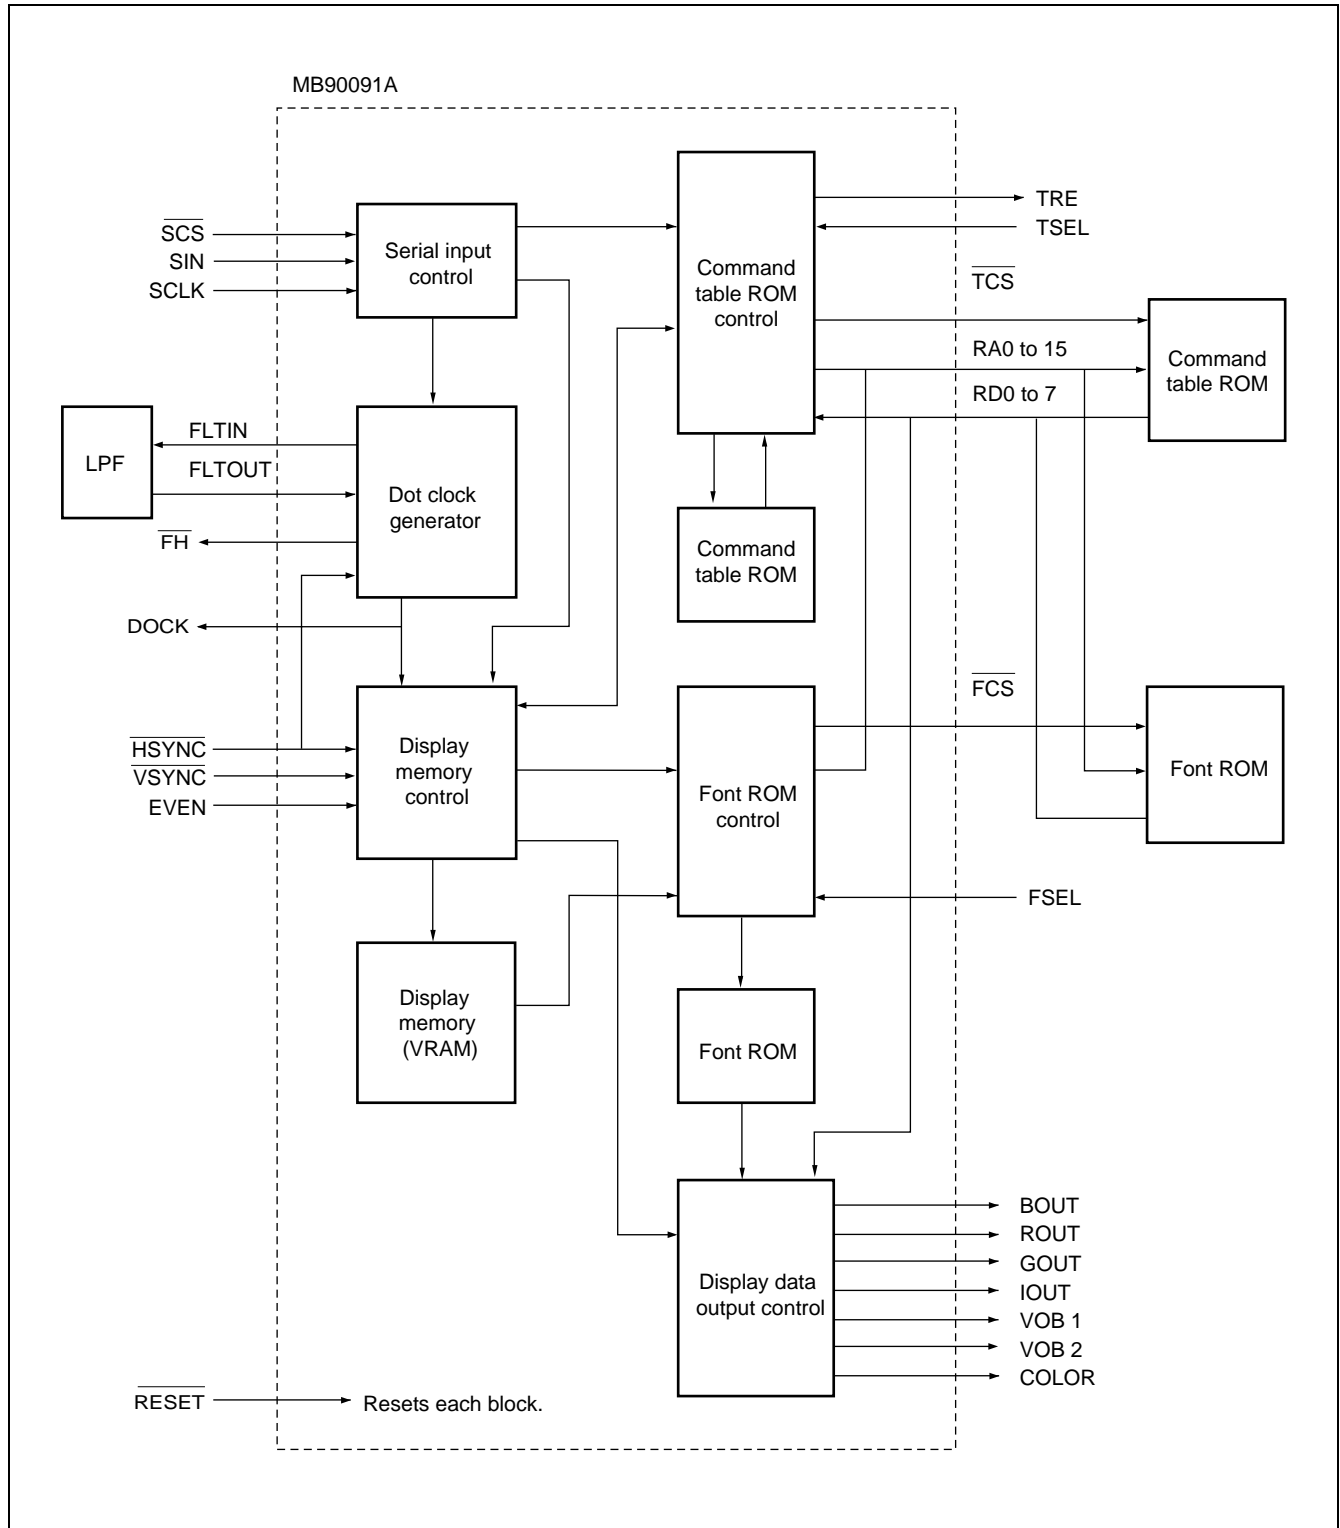 MB90091A
SCS
SIN
SCLK
Serial input
control
Command
table ROM
control
TRE
TSEL
TCS
RA0 to 15
RD0 to 7
Command
table ROM
LPF
FLTIN
FLTOUT
FH
Dot clock
generator
Command
table ROM
DOCK
HSYNC
VSYNC
EVEN
Display
memory
control
Font ROM
control
FCS
Font ROM
FSEL
Display
memory
(VRAM)
Font ROM
Display data
output control
BOUT
ROUT
GOUT
IOUT
VOB 1
VOB 2
COLOR
RESET
Resets each block.